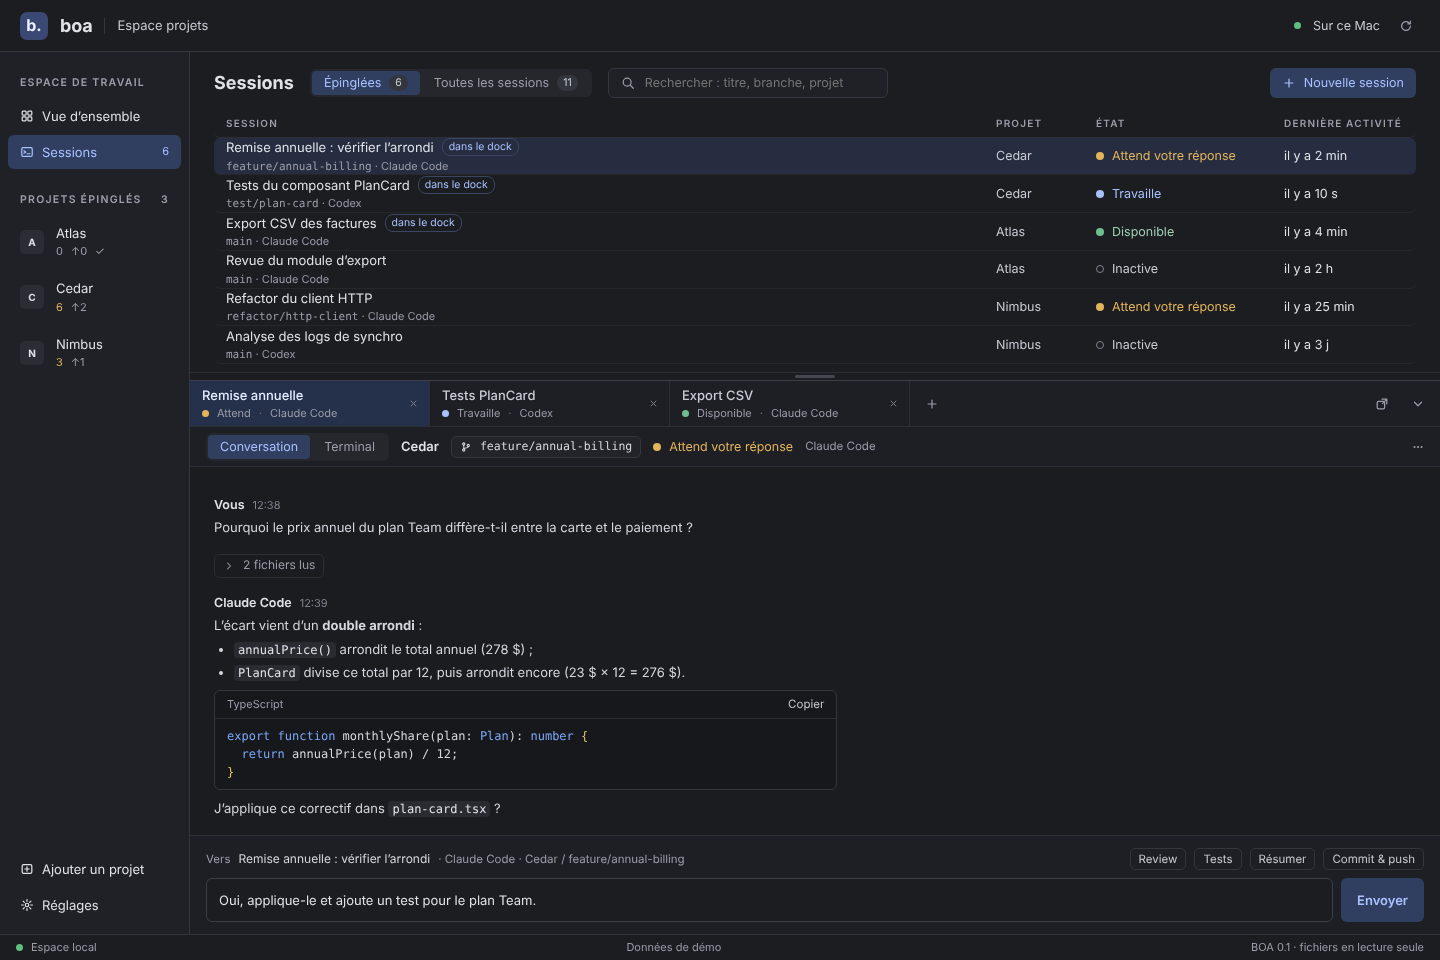 b. boa Espace projets
Sur ce Mac
ESPACE DE TRAVAIL
Vue d’ensemble
Sessions 6
PROJETS ÉPINGLÉS 3
A Atlas
0 ↑0 ✓
C Cedar
6 ↑2
N Nimbus
3 ↑1
Ajouter un projet
Réglages
Sessions
Épinglées 6
Toutes les sessions 11
Rechercher : titre, branche, projet
+ Nouvelle session
SESSION PROJET ÉTAT DERNIÈRE ACTIVITÉ
Remise annuelle : vérifier l’arrondi dans le dock
feature/annual-billing · Claude Code
Cedar Attend votre réponse il y a 2 min
Tests du composant PlanCard dans le dock
test/plan-card · Codex
Cedar Travaille il y a 10 s
Export CSV des factures dans le dock
main · Claude Code
Atlas Disponible il y a 4 min
Revue du module d’export
main · Claude Code
Atlas Inactive il y a 2 h
Refactor du client HTTP
refactor/http-client · Claude Code
Nimbus Attend votre réponse il y a 25 min
Analyse des logs de synchro
main · Codex
Nimbus Inactive il y a 3 j
Remise annuelle ×
Attend · Claude Code
Tests PlanCard ×
Travaille · Codex
Export CSV ×
Disponible · Claude Code
+
Conversation Terminal Cedar feature/annual-billing Attend votre réponse Claude Code ···
Vous 12:38
Pourquoi le prix annuel du plan Team diffère-t-il entre la carte et le paiement ?
2 fichiers lus
Claude Code 12:39
L’écart vient d’un double arrondi :
• annualPrice() arrondit le total annuel (278 $) ;
• PlanCard divise ce total par 12, puis arrondit encore (23 $ × 12 = 276 $).
TypeScript Copier
export function monthlyShare(plan: Plan): number {
return annualPrice(plan) / 12;
}
J’applique ce correctif dans plan-card.tsx ?
Vers Remise annuelle : vérifier l’arrondi · Claude Code · Cedar / feature/annual-billing
Review Tests Résumer Commit & push
Oui, applique-le et ajoute un test pour le plan Team.
Envoyer
Espace local
Données de démo
BOA 0.1 · fichiers en lecture seule